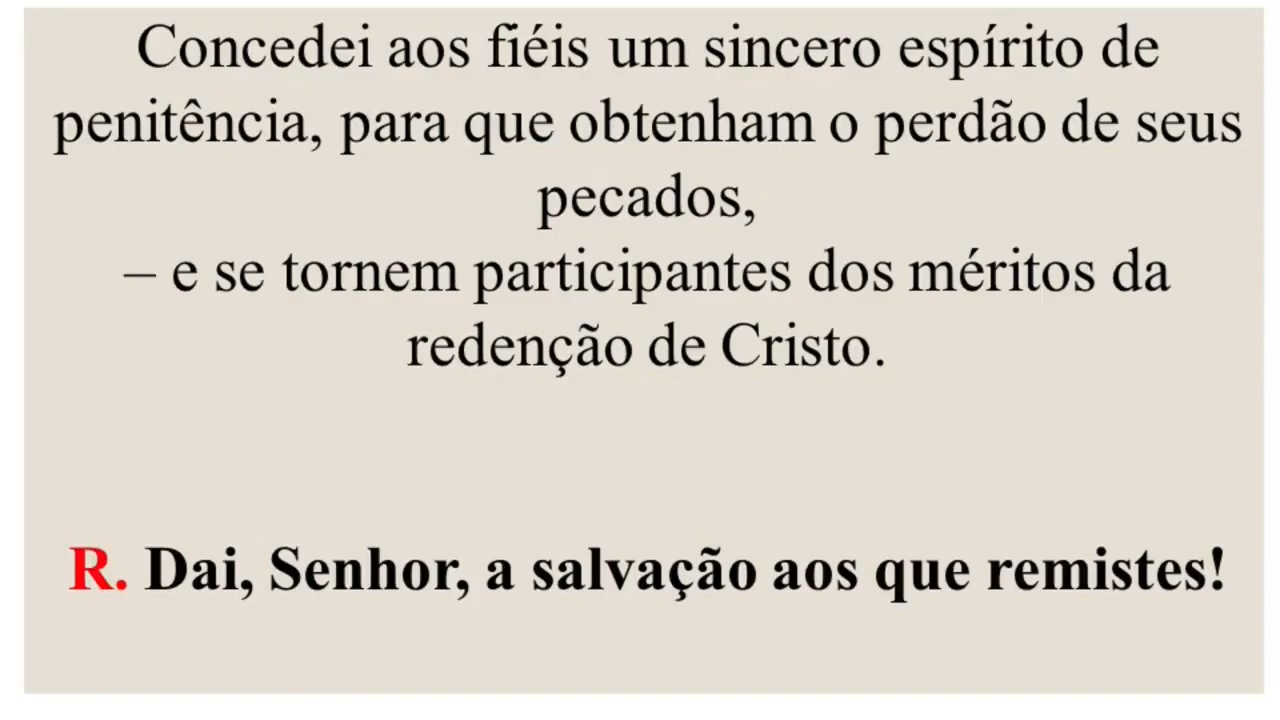 Concedei aos fiéis um sincero espírito de
penitência, para que obtenham o perdão de seus
pecados,
– e se tornem participantes dos méritos da
redenção de Cristo.
R. Dai, Senhor, a salvação aos que remistes!